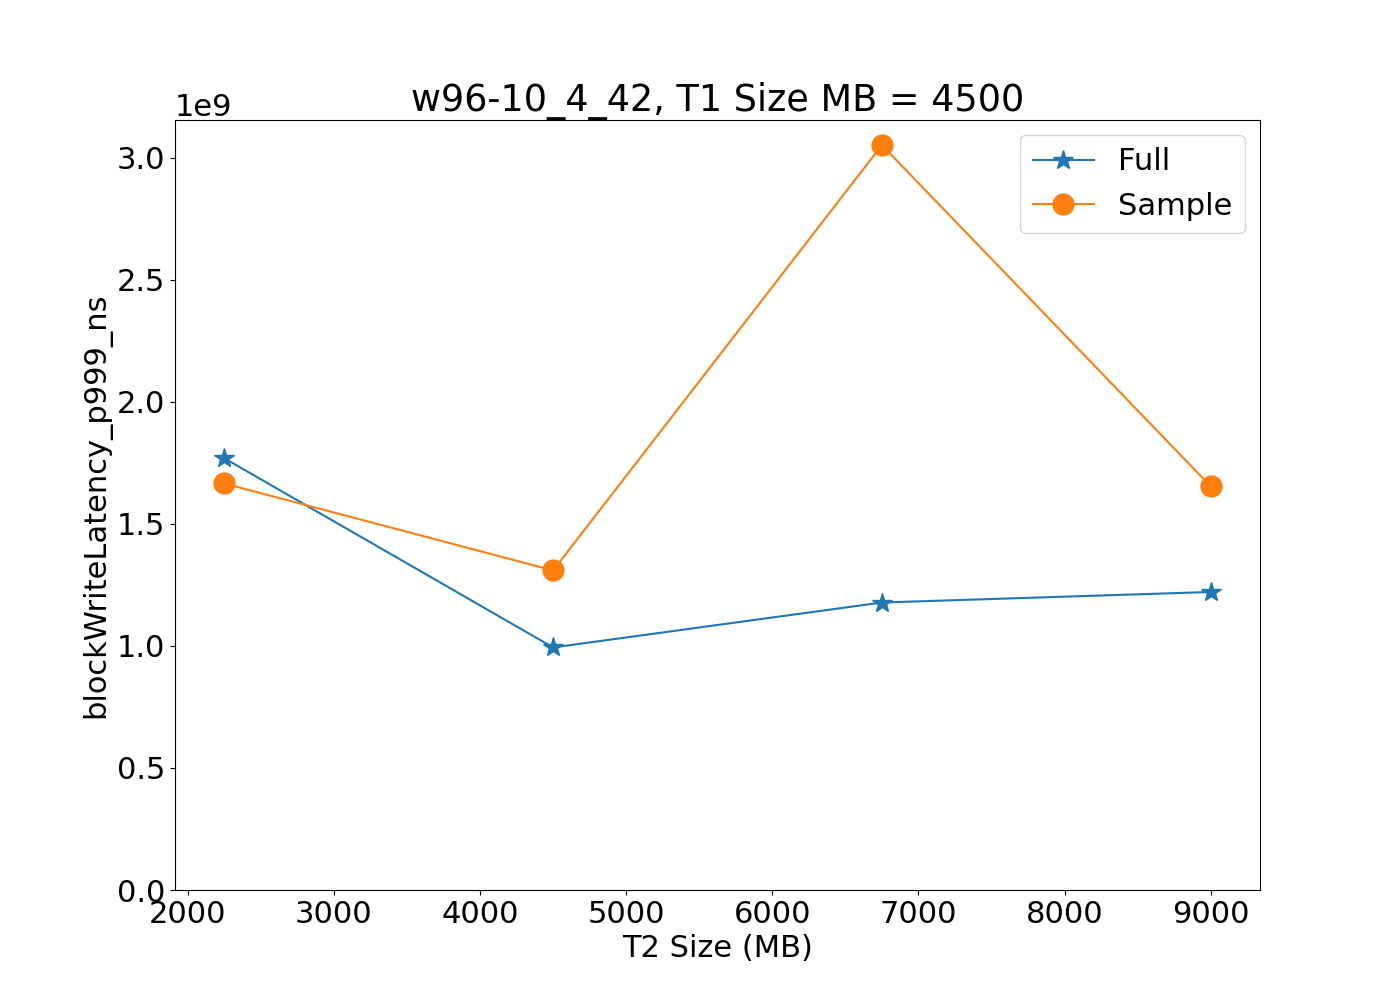 w96-10_4_42, T1 Size MB = 4500
1e9
Full
Sample
3.0
2.5
2.0
1.5
1.0
0.5
0.0
blockWriteLatency_p999_ns
2000 3000 4000 5000 6000 7000 8000 9000
T2 Size (MB)